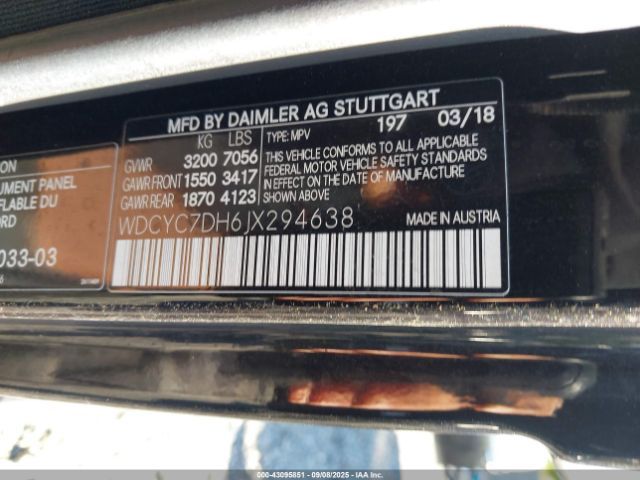 MFD BY DAIMLER AG STUTTGART
KG LBS
GVWR 3200 7056
GAWR FRONT 1550 3417
GAWR REAR 1870 4123
TYPE: MPV 197 03/18
THIS VEHICLE CONFORMS TO ALL APPLICABLE
FEDERAL MOTOR VEHICLE SAFETY STANDARDS
IN EFFECT ON THE DATE OF MANUFACTURE
SHOWN ABOVE
WDCYC7DH6JX294638 MADE IN AUSTRIA
ON
UMENT PANEL
FLABLE DU
ORD
033-03
000-43095851 (IAA) 09/08/2025 - IAA Inc.